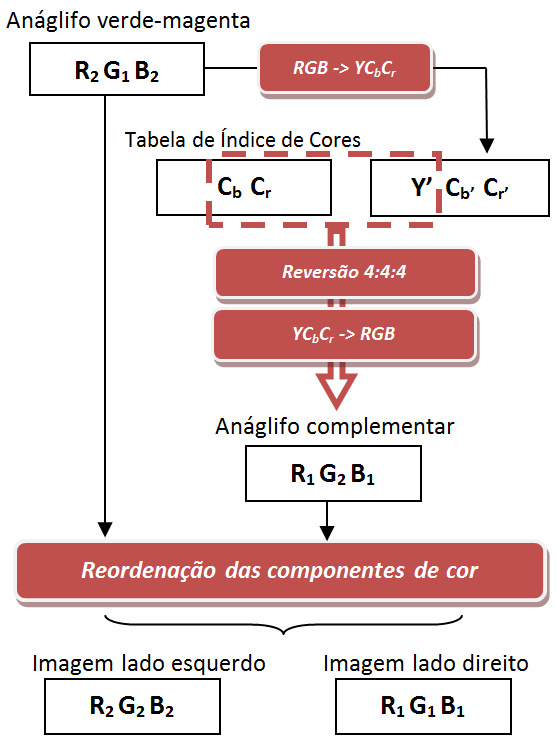 Anáglifo verde-magenta
R₂ G₁ B₂
RGB -> YCbCr
Tabela de Índice de Cores
Cb Cr
Y’ Cb’ Cr’
Reversão 4:4:4
YCbCr -> RGB
Anáglifo complementar
R₁ G₂ B₁
Reordenação das componentes de cor
Imagem lado esquerdo
R₂ G₂ B₂
Imagem lado direito
R₁ G₁ B₁